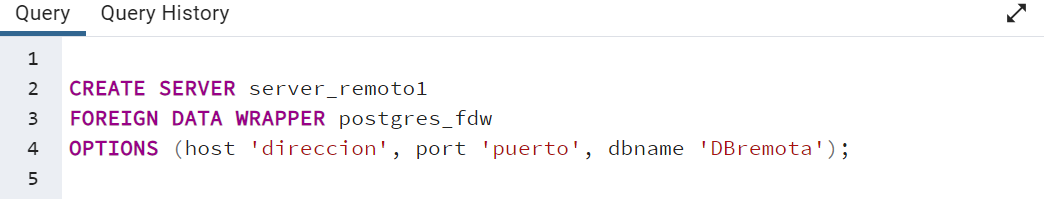 Query Query History
1
2 CREATE SERVER server_remoto1
3 FOREIGN DATA WRAPPER postgres_fdw
4 OPTIONS (host 'direccion', port 'puerto', dbname 'DBremota');
5